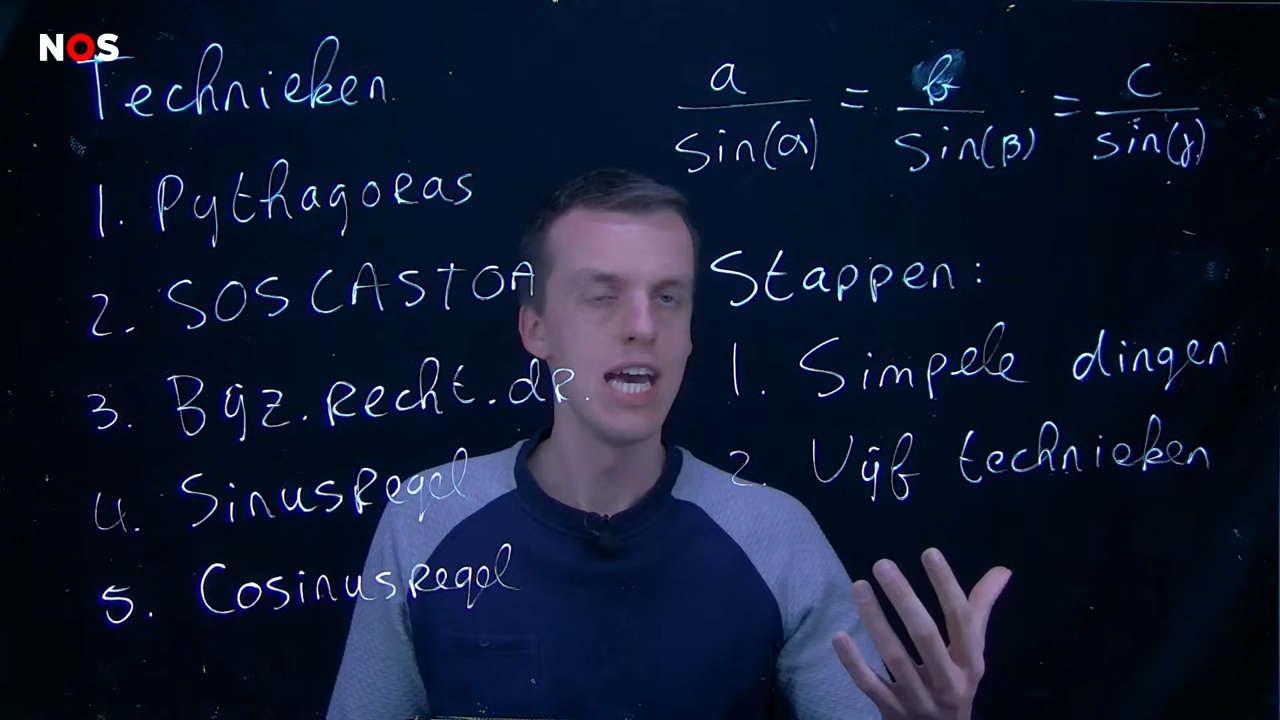 NOS
Technieken
1. Pythagoras
2. SOSCASTOA
3. Bgz.recht.dr.
4. Sinusregel
5. Cosinusregel
a/sin(α) = b/sin(β) = c/sin(γ)
Stappen:
1. Simpele dingen
2. Vijf technieken